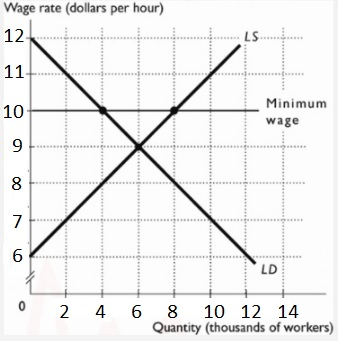 Wage rate (dollars per hour)
12
LS
11
10
Minimum
wage
9
8
7
6
LD
0
2 4 6 8 10 12 14
Quantity (thousands of workers)